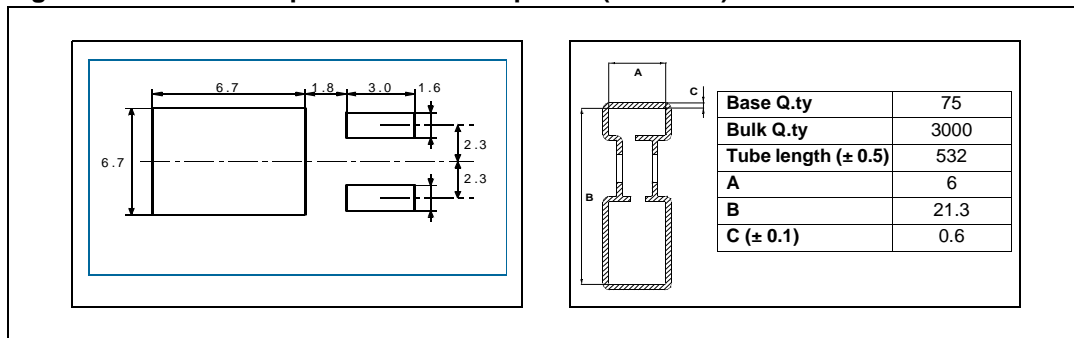 6.7
1.8
3.0
1.6
2.3
6.7
2.3
A
C
B
Base Q.ty 75
Bulk Q.ty 3000
Tube length (± 0.5) 532
A 6
B 21.3
C (± 0.1) 0.6